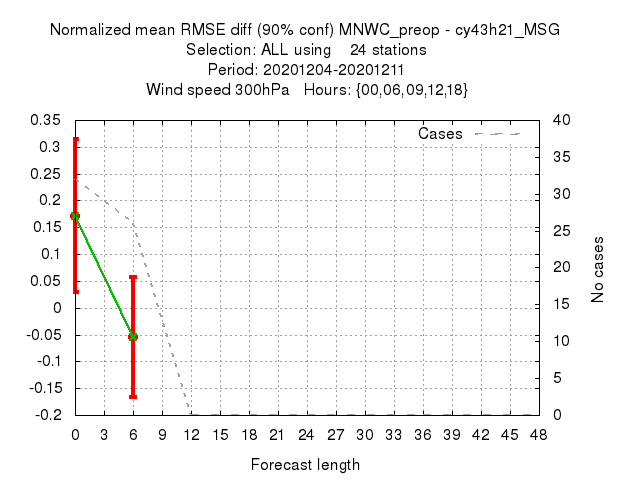 Normalized mean RMSE diff (90% conf) MNWC_preop - cy43h21_MSG
Selection: ALL using    24 stations
Period: 20201204-20201211
Wind speed 300hPa   Hours: {00,06,09,12,18}
Cases
0.35
0.3
0.25
0.2
0.15
0.1
0.05
0
-0.05
-0.1
-0.15
-0.2
40
35
30
25
20
15
10
5
0
No cases
0 3 6 9 12 15 18 21 24 27 30 33 36 39 42 45 48
Forecast length